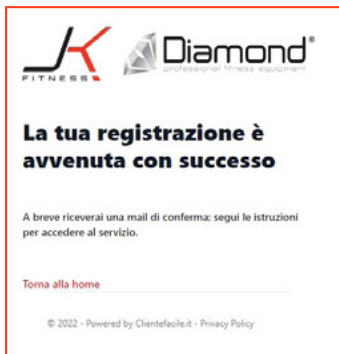 JK
FITNESS
Diamond®
professional fitness equipment
La tua registrazione è
avvenuta con successo
A breve riceverai una mail di conferma: segui le istruzioni
per accedere al servizio.
Torna alla home
© 2022 - Powered by Clientefacile.it - Privacy Policy